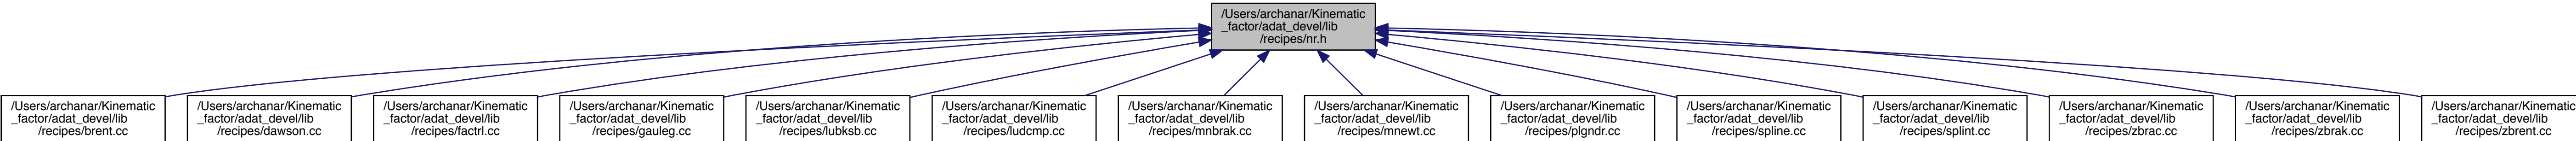 /Users/archanar/Kinematic
_factor/adat_devel/lib
/recipes/nr.h
/Users/archanar/Kinematic
_factor/adat_devel/lib
/recipes/brent.cc
/Users/archanar/Kinematic
_factor/adat_devel/lib
/recipes/dawson.cc
/Users/archanar/Kinematic
_factor/adat_devel/lib
/recipes/factrl.cc
/Users/archanar/Kinematic
_factor/adat_devel/lib
/recipes/gauleg.cc
/Users/archanar/Kinematic
_factor/adat_devel/lib
/recipes/lubksb.cc
/Users/archanar/Kinematic
_factor/adat_devel/lib
/recipes/ludcmp.cc
/Users/archanar/Kinematic
_factor/adat_devel/lib
/recipes/mnbrak.cc
/Users/archanar/Kinematic
_factor/adat_devel/lib
/recipes/mnewt.cc
/Users/archanar/Kinematic
_factor/adat_devel/lib
/recipes/plgndr.cc
/Users/archanar/Kinematic
_factor/adat_devel/lib
/recipes/spline.cc
/Users/archanar/Kinematic
_factor/adat_devel/lib
/recipes/splint.cc
/Users/archanar/Kinematic
_factor/adat_devel/lib
/recipes/zbrac.cc
/Users/archanar/Kinematic
_factor/adat_devel/lib
/recipes/zbrak.cc
/Users/archanar/Kinematic
_factor/adat_devel/lib
/recipes/zbrent.cc